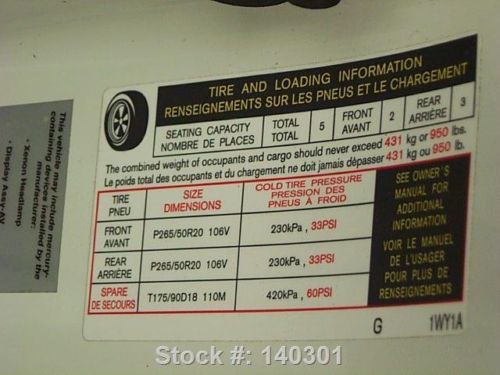 TIRE AND LOADING INFORMATION
RENSEIGNEMENTS SUR LES PNEUS ET LE CHARGEMENT
SEATING CAPACITY TOTAL 5 FRONT 2 REAR 3
NOMBRE DE PLACES TOTAL AVANT ARRIÈRE
The combined weight of occupants and cargo should never exceed 431 kg or 950 lbs.
Le poids total des occupants et du chargement ne doit jamais dépasser 431 kg ou 950 lb.
TIRE SIZE COLD TIRE PRESSURE
PNEU DIMENSIONS PRESSION DES
PNEUS À FROID
FRONT
AVANT P265/50R20 106V 230kPa , 33PSI
REAR
ARRIÈRE P265/50R20 106V 230kPa , 33PSI
SPARE
DE SECOURS T175/90D18 110M 420kPa , 60PSI
SEE OWNER'S
MANUAL FOR
ADDITIONAL
INFORMATION
VOIR LE MANUEL
DE L'USAGER
POUR PLUS DE
RENSEIGNEMENTS
G 1WY1A
This vehicle may include mercury-
containing devices installed by the
manufacturer:
· Xenon Headlamp
· Display Assy-AV
Stock #: 140301